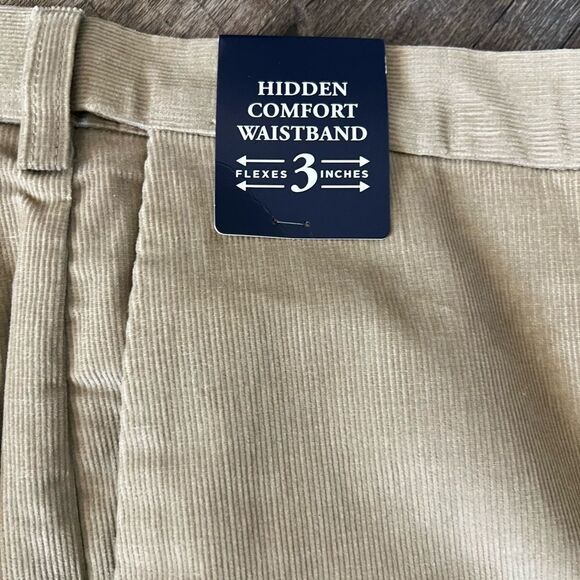 HIDDEN
COMFORT
WAISTBAND
FLEXES 3 INCHES